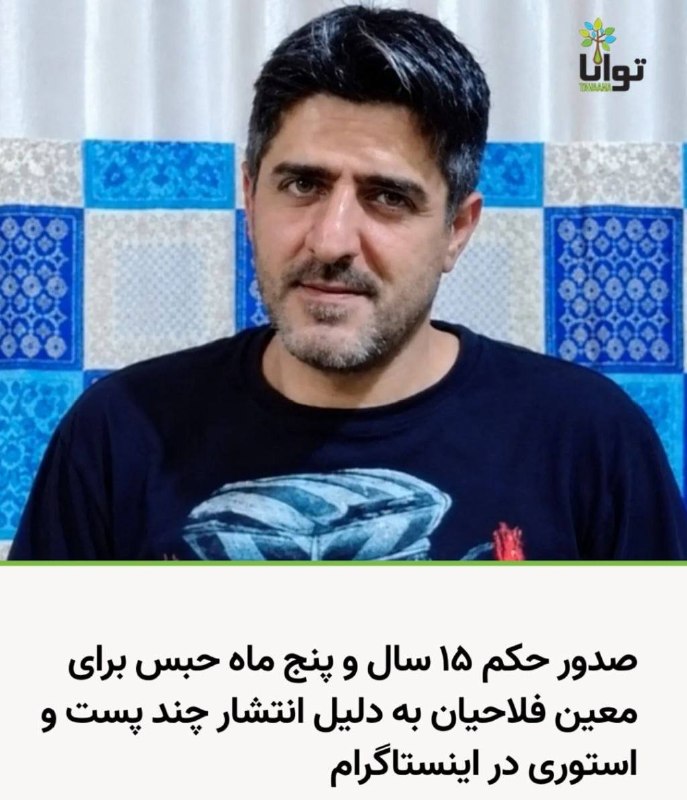 توانا
TAVAANA
صدور حکم ۱۵ سال و پنج ماه حبس برای
معین فلاحیان به دلیل انتشار چند پست و
استوری در اینستاگرام